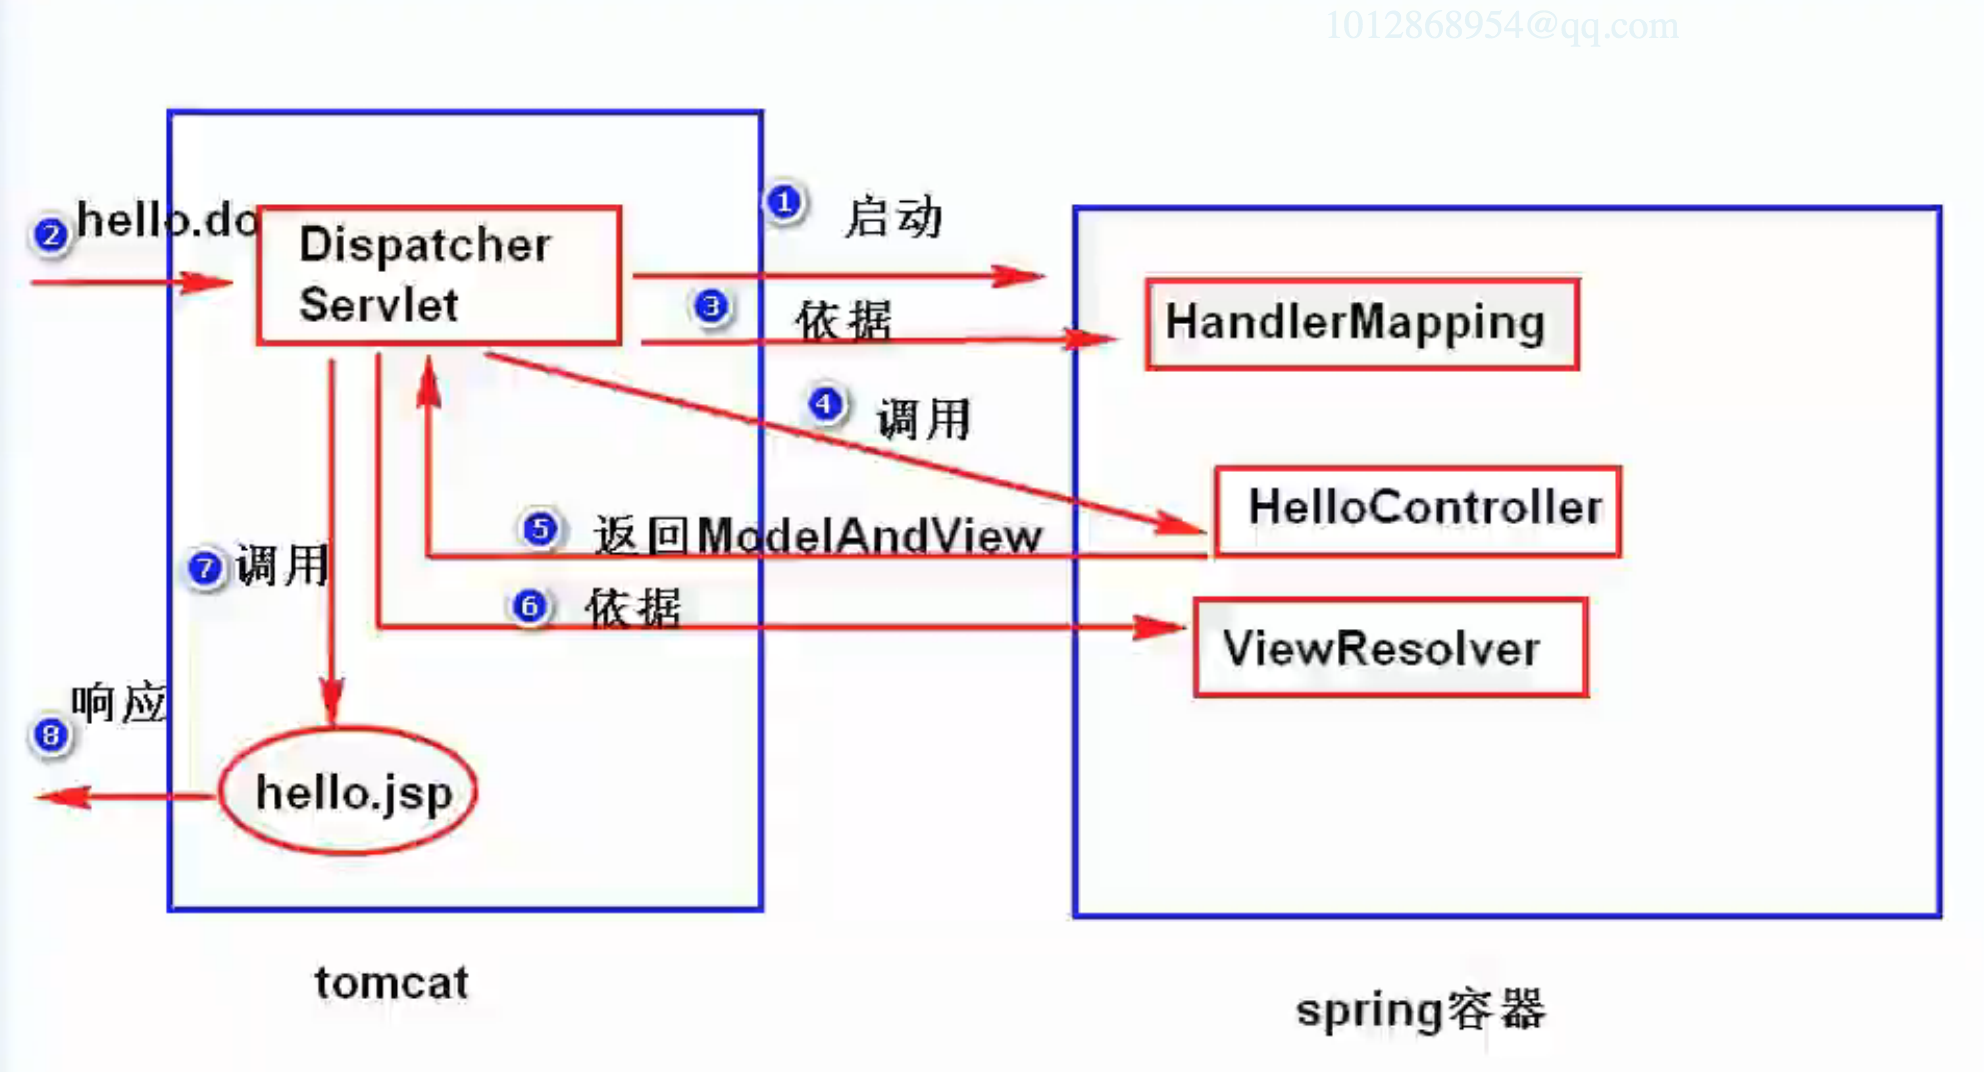 1012868954@qq.com
① 启动
② hello.do
Dispatcher
Servlet
③ 依据
HandlerMapping
④ 调用
HelloController
⑤ 返回ModelAndView
⑥ 依据
ViewResolver
⑦ 调用
响应
⑧
hello.jsp
tomcat
spring容器